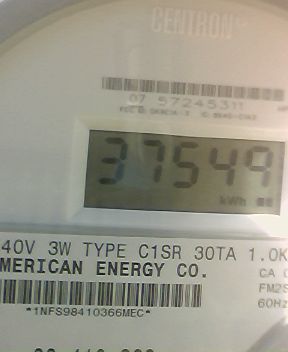 CENTRON
07 57245311
37549
kWh
40V 3W TYPE C1SR 30TA 1.0K
MERICAN ENERGY CO.
CA
FM2S
60Hz
*1NFS98410366MEC*